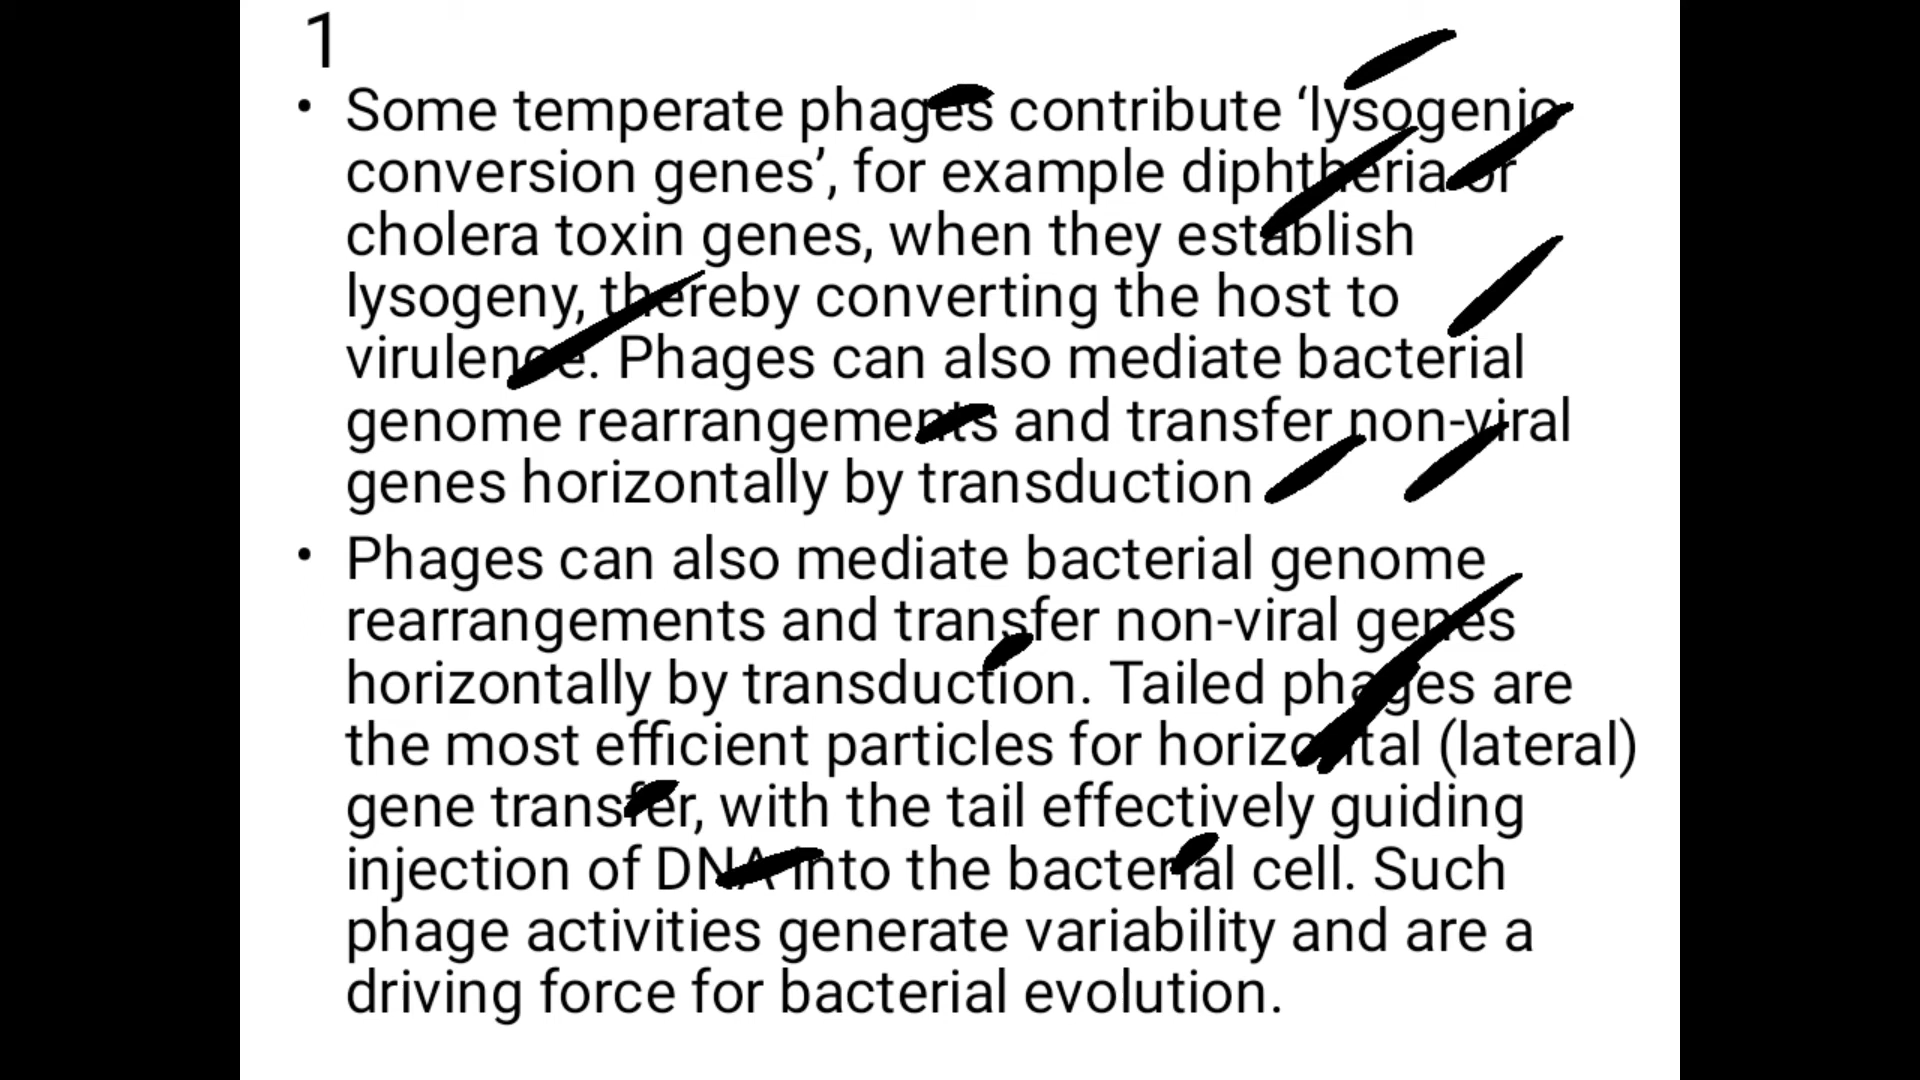 1
• Some temperate phages contribute ‘lysogenic
conversion genes’, for example diphtheria or
cholera toxin genes, when they establish
lysogeny, thereby converting the host to
virulence. Phages can also mediate bacterial
genome rearrangements and transfer non-viral
genes horizontally by transduction
• Phages can also mediate bacterial genome
rearrangements and transfer non-viral genes
horizontally by transduction. Tailed phages are
the most efficient particles for horizontal (lateral)
gene transfer, with the tail effectively guiding
injection of DNA into the bacterial cell. Such
phage activities generate variability and are a
driving force for bacterial evolution.